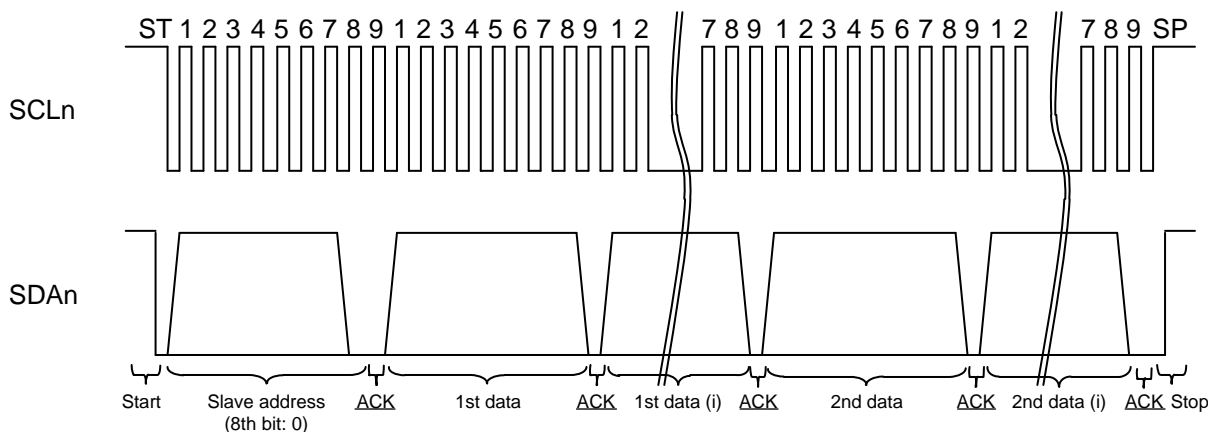 ST 1 2 3 4 5 6 7 8 9 1 2 3 4 5 6 7 8 9 1 2 7 8 9 1 2 3 4 5 6 7 8 9 1 2 7 8 9 SP
SCLn
SDAn
Start Slave address ACK 1st data ACK 1st data (i) ACK 2nd data ACK 2nd data (i) ACK Stop
(8th bit: 0)